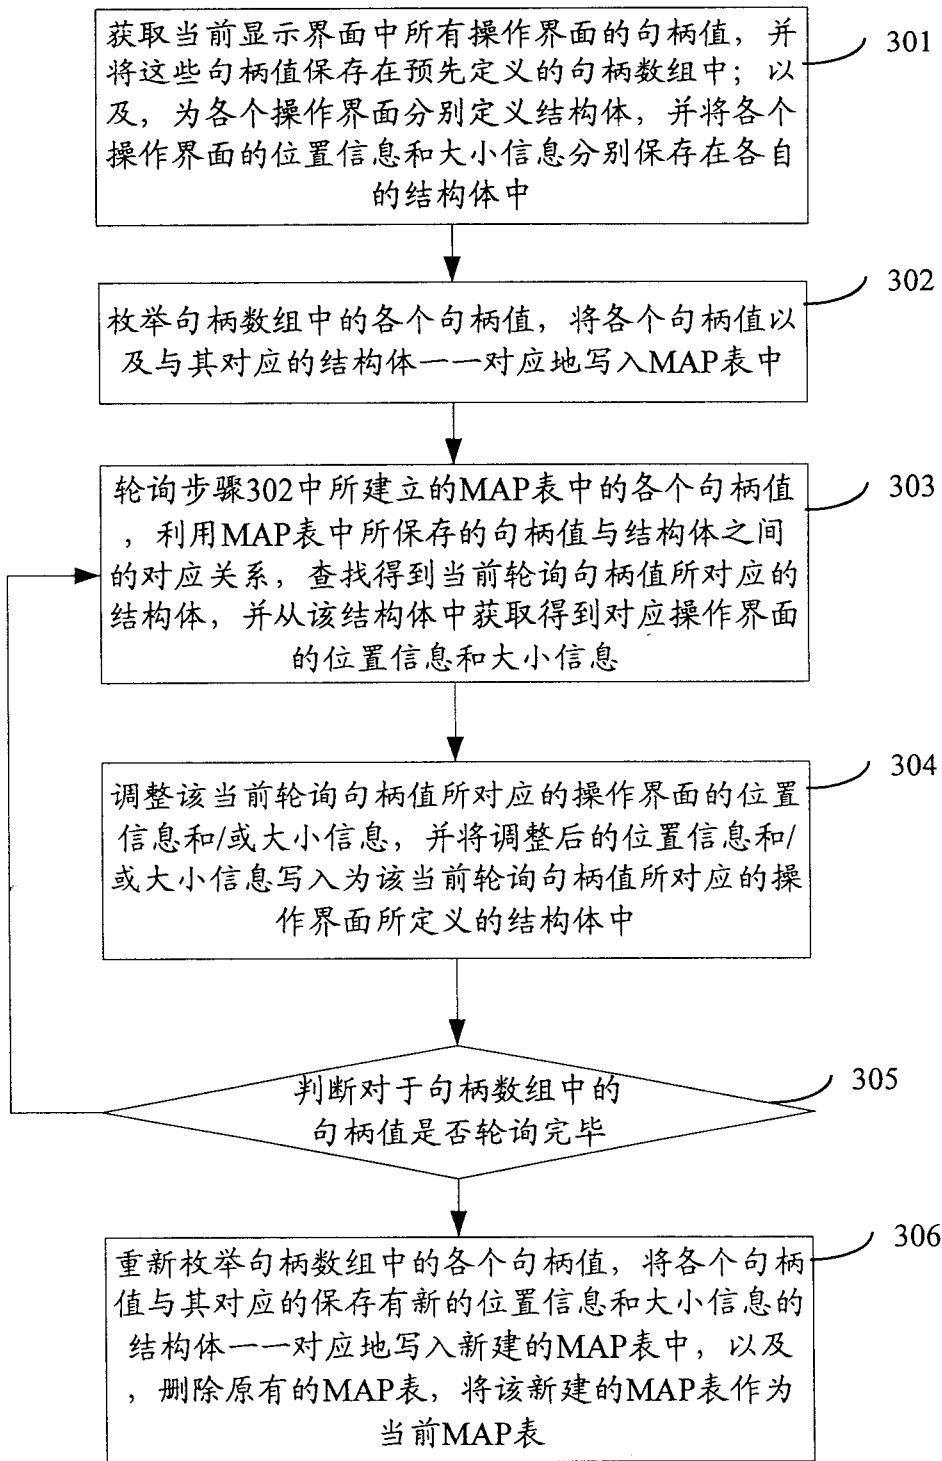 获取当前显示界面中所有操作界面的句柄值，并
将这些句柄值保存在预先定义的句柄数组中；以
及，为各个操作界面分别定义结构体，并将各个
操作界面的位置信息和大小信息分别保存在各自
的结构体中
301
枚举句柄数组中的各个句柄值，将各个句柄值以
及与其对应的结构体一一对应地写入MAP表中
302
轮询步骤302中所建立的MAP表中的各个句柄值
，利用MAP表中所保存的句柄值与结构体之间
的对应关系，查找得到当前轮询句柄值所对应的
结构体，并从该结构体中获取得到对应操作界面
的位置信息和大小信息
303
调整该当前轮询句柄值所对应的操作界面的位置
信息和/或大小信息，并将调整后的位置信息和/
或大小信息写入为该当前轮询句柄值所对应的操
作界面所定义的结构体中
304
判断对于句柄数组中的
句柄值是否轮询完毕
305
重新枚举句柄数组中的各个句柄值，将各个句柄
值与其对应的保存有新的位置信息和大小信息的
结构体一一对应地写入新建的MAP表中，以及
，删除原有的MAP表，将该新建的MAP表作为
当前MAP表
306